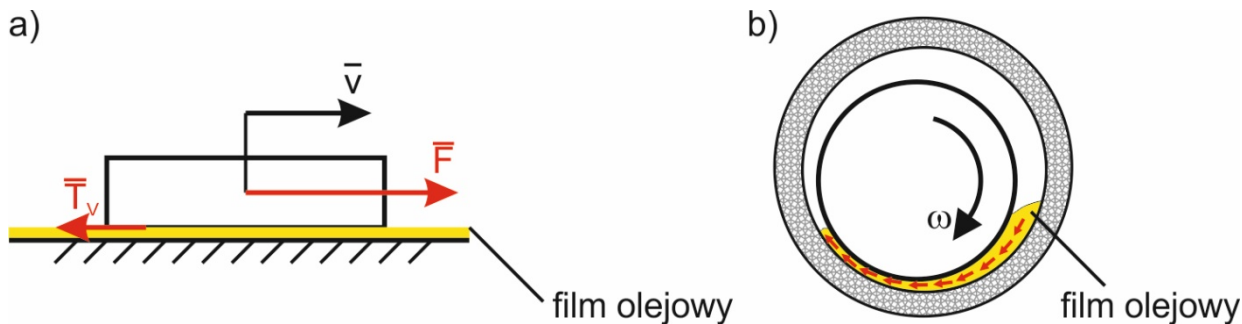 a)
v̅
F̅
T̅v
film olejowy
b)
ω
film olejowy